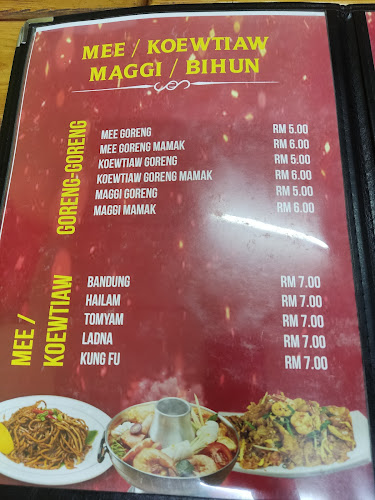 MEE / KOEWTIAW
MAGGI / BIHUN
GORENG-GORENG
MEE GORENG RM 5.00
MEE GORENG MAMAK RM 6.00
KOEWTIAW GORENG RM 5.00
KOEWTIAW GORENG MAMAK RM 6.00
MAGGI GORENG RM 5.00
MAGGI MAMAK RM 6.00
MEE /
KOEWTIAW
BANDUNG RM 7.00
HAILAM RM 7.00
TOMYAM RM 7.00
LADNA RM 7.00
KUNG FU RM 7.00